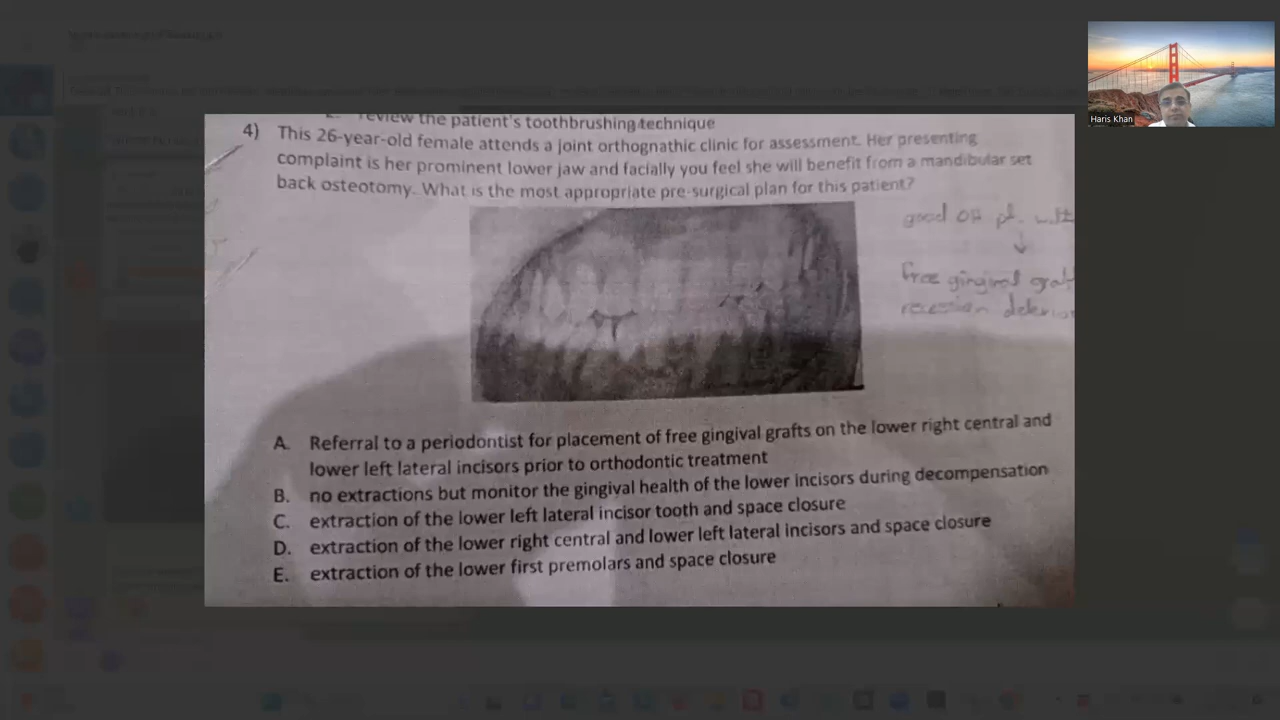 Haris Khan
review the patient's toothbrushing technique
4) This 26-year-old female attends a joint orthognathic clinic for assessment. Her presenting
complaint is her prominent lower jaw and facially you feel she will benefit from a mandibular set
back osteotomy. What is the most appropriate pre-surgical plan for this patient?
good OH pt.
free gingival graft
recession
A. Referral to a periodontist for placement of free gingival grafts on the lower right central and
lower left lateral incisors prior to orthodontic treatment
B. no extractions but monitor the gingival health of the lower incisors during decompensation
C. extraction of the lower left lateral incisor tooth and space closure
D. extraction of the lower right central and lower left lateral incisors and space closure
E. extraction of the lower first premolars and space closure